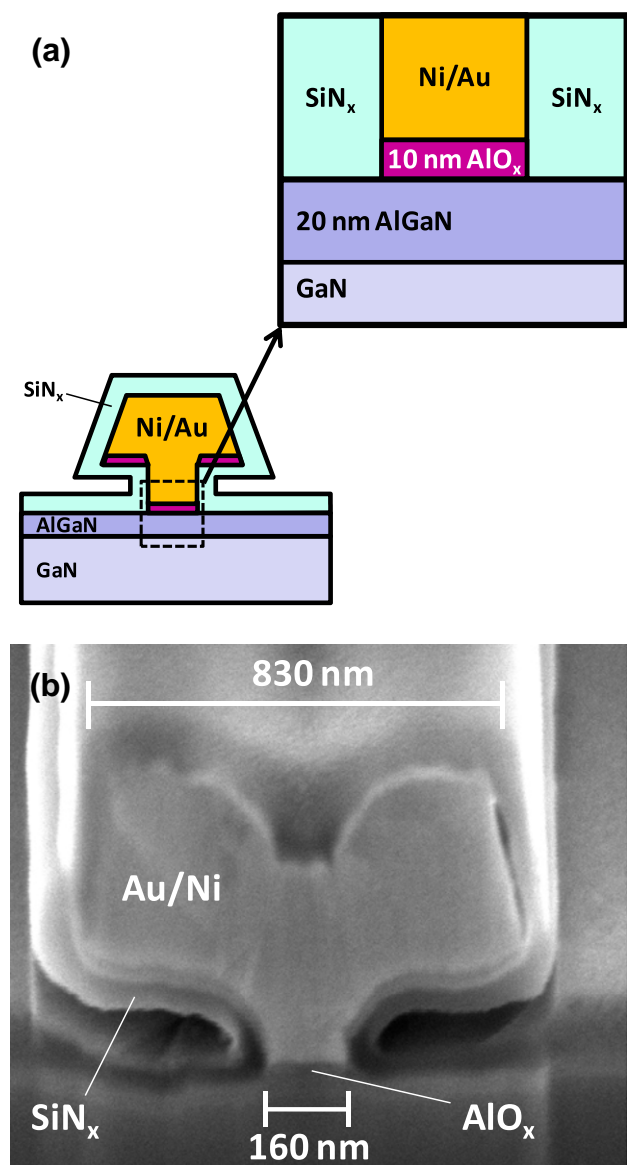 (a)
SiNx
Ni/Au
SiNx
10 nm AlOx
20 nm AlGaN
GaN
SiNx
Ni/Au
AlGaN
GaN
(b)
830 nm
Au/Ni
SiNx
AlOx
160 nm